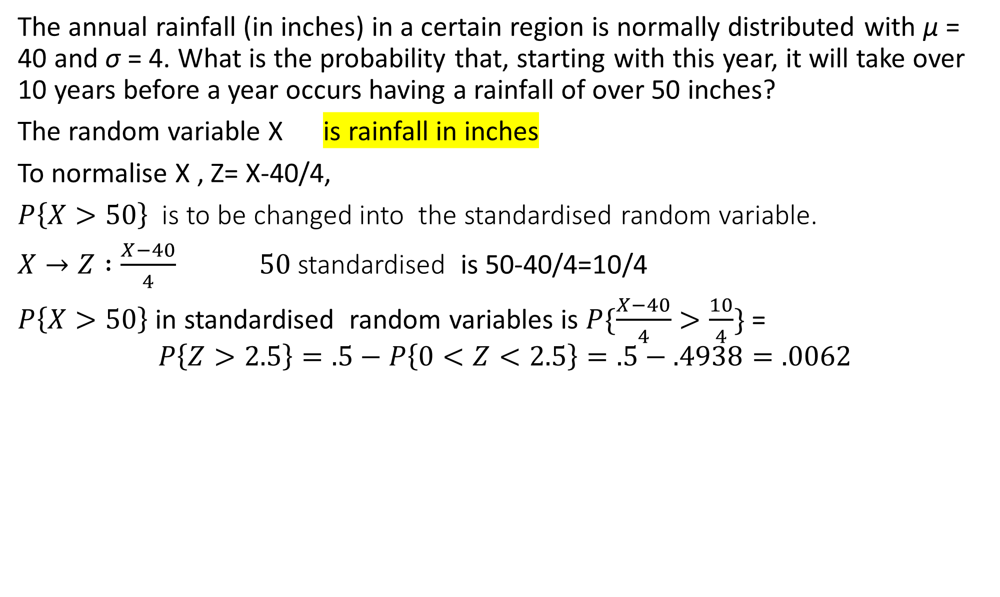 The annual rainfall (in inches) in a certain region is normally distributed with μ =
40 and σ = 4. What is the probability that, starting with this year, it will take over
10 years before a year occurs having a rainfall of over 50 inches?
The random variable X is rainfall in inches
To normalise X , Z= X-40/4,
P{X > 50} is to be changed into the standardised random variable.
X → Z : \frac{X−40}{4} 50 standardised is 50-40/4=10/4
P{X > 50} in standardised random variables is P{\frac{X−40}{4} > \frac{10}{4}} =
P{Z > 2.5} = .5 − P{0 < Z < 2.5} = .5 − .4938 = .0062